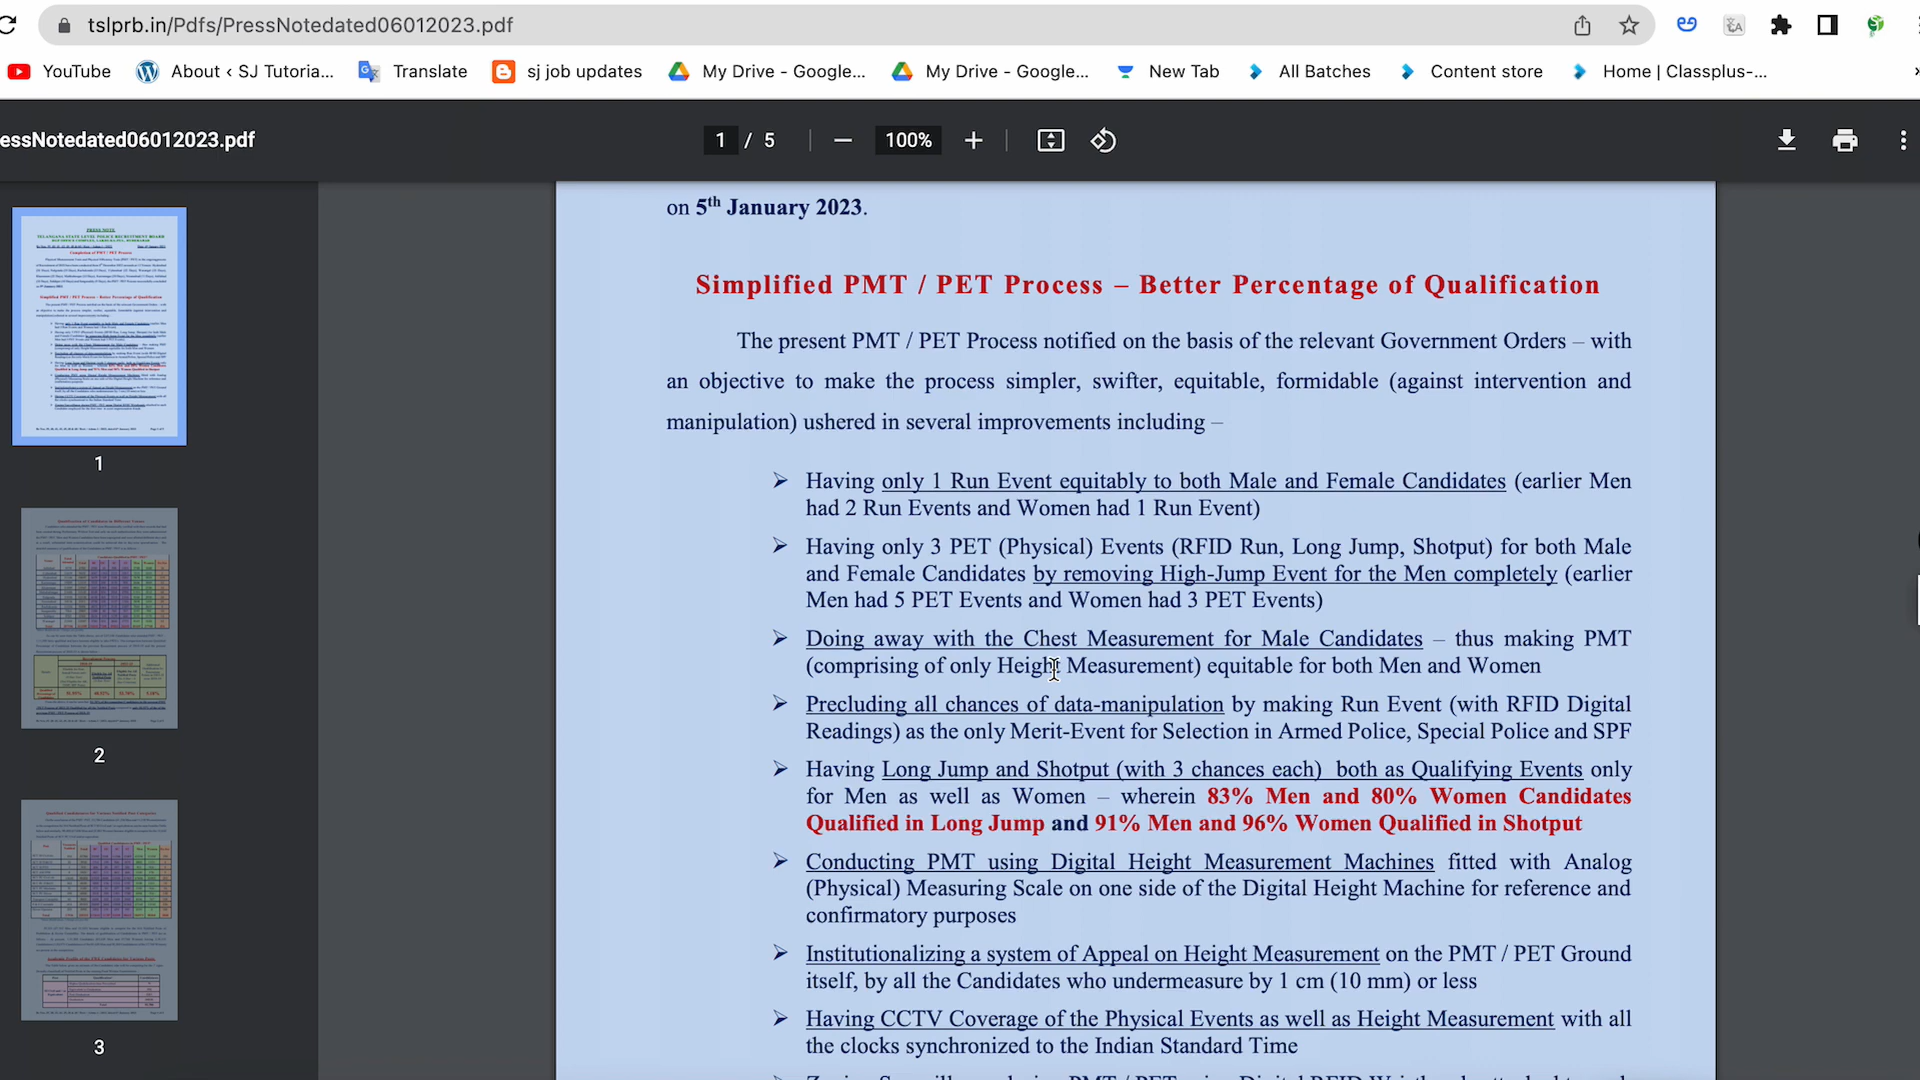 tslprb.in/Pdfs/PressNotedated06012023.pdf
YouTube
About < SJ Tutoria...
Translate
sj job updates
My Drive - Google...
My Drive - Google...
New Tab
All Batches
Content store
Home | Classplus-...
essNotedated06012023.pdf
1 / 5
100%
on 5th January 2023.
Simplified PMT / PET Process – Better Percentage of Qualification
The present PMT / PET Process notified on the basis of the relevant Government Orders – with
an objective to make the process simpler, swifter, equitable, formidable (against intervention and
manipulation) ushered in several improvements including –
➢ Having only 1 Run Event equitably to both Male and Female Candidates (earlier Men
had 2 Run Events and Women had 1 Run Event)
➢ Having only 3 PET (Physical) Events (RFID Run, Long Jump, Shotput) for both Male
and Female Candidates by removing High-Jump Event for the Men completely (earlier
Men had 5 PET Events and Women had 3 PET Events)
➢ Doing away with the Chest Measurement for Male Candidates – thus making PMT
(comprising of only Height Measurement) equitable for both Men and Women
➢ Precluding all chances of data-manipulation by making Run Event (with RFID Digital
Readings) as the only Merit-Event for Selection in Armed Police, Special Police and SPF
➢ Having Long Jump and Shotput (with 3 chances each) both as Qualifying Events only
for Men as well as Women – wherein 83% Men and 80% Women Candidates
Qualified in Long Jump and 91% Men and 96% Women Qualified in Shotput
➢ Conducting PMT using Digital Height Measurement Machines fitted with Analog
(Physical) Measuring Scale on one side of the Digital Height Machine for reference and
confirmatory purposes
➢ Institutionalizing a system of Appeal on Height Measurement on the PMT / PET Ground
itself, by all the Candidates who undermeasure by 1 cm (10 mm) or less
➢ Having CCTV Coverage of the Physical Events as well as Height Measurement with all
the clocks synchronized to the Indian Standard Time
1
2
3